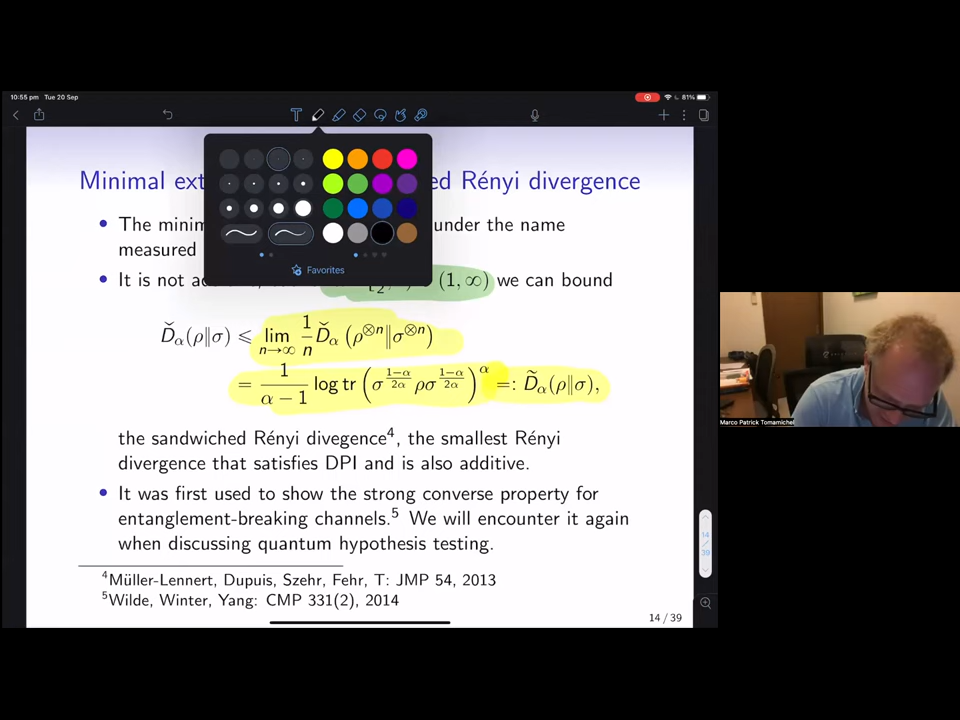 10:55 pm Tue 20 Sep
81%
T
Minimal ext Rényi divergence
• The minim under the name
measured
• It is not ad (1, ∞) we can bound
Favorites
Ď_α(ρ‖σ) ⩽ lim_{n→∞} 1/n Ď_α (ρ^{⊗n}‖σ^{⊗n})
= 1/(α − 1) log tr (σ^{(1−α)/(2α)} ρ σ^{(1−α)/(2α)})^α =: D̃_α(ρ‖σ),
the sandwiched Rényi divegence⁴, the smallest Rényi
divergence that satisfies DPI and is also additive.
• It was first used to show the strong converse property for
entanglement-breaking channels.⁵ We will encounter it again
when discussing quantum hypothesis testing.
⁴Müller-Lennert, Dupuis, Szehr, Fehr, T: JMP 54, 2013
⁵Wilde, Winter, Yang: CMP 331(2), 2014
14 / 39
14
/
39
Marco Patrick Tomamichel